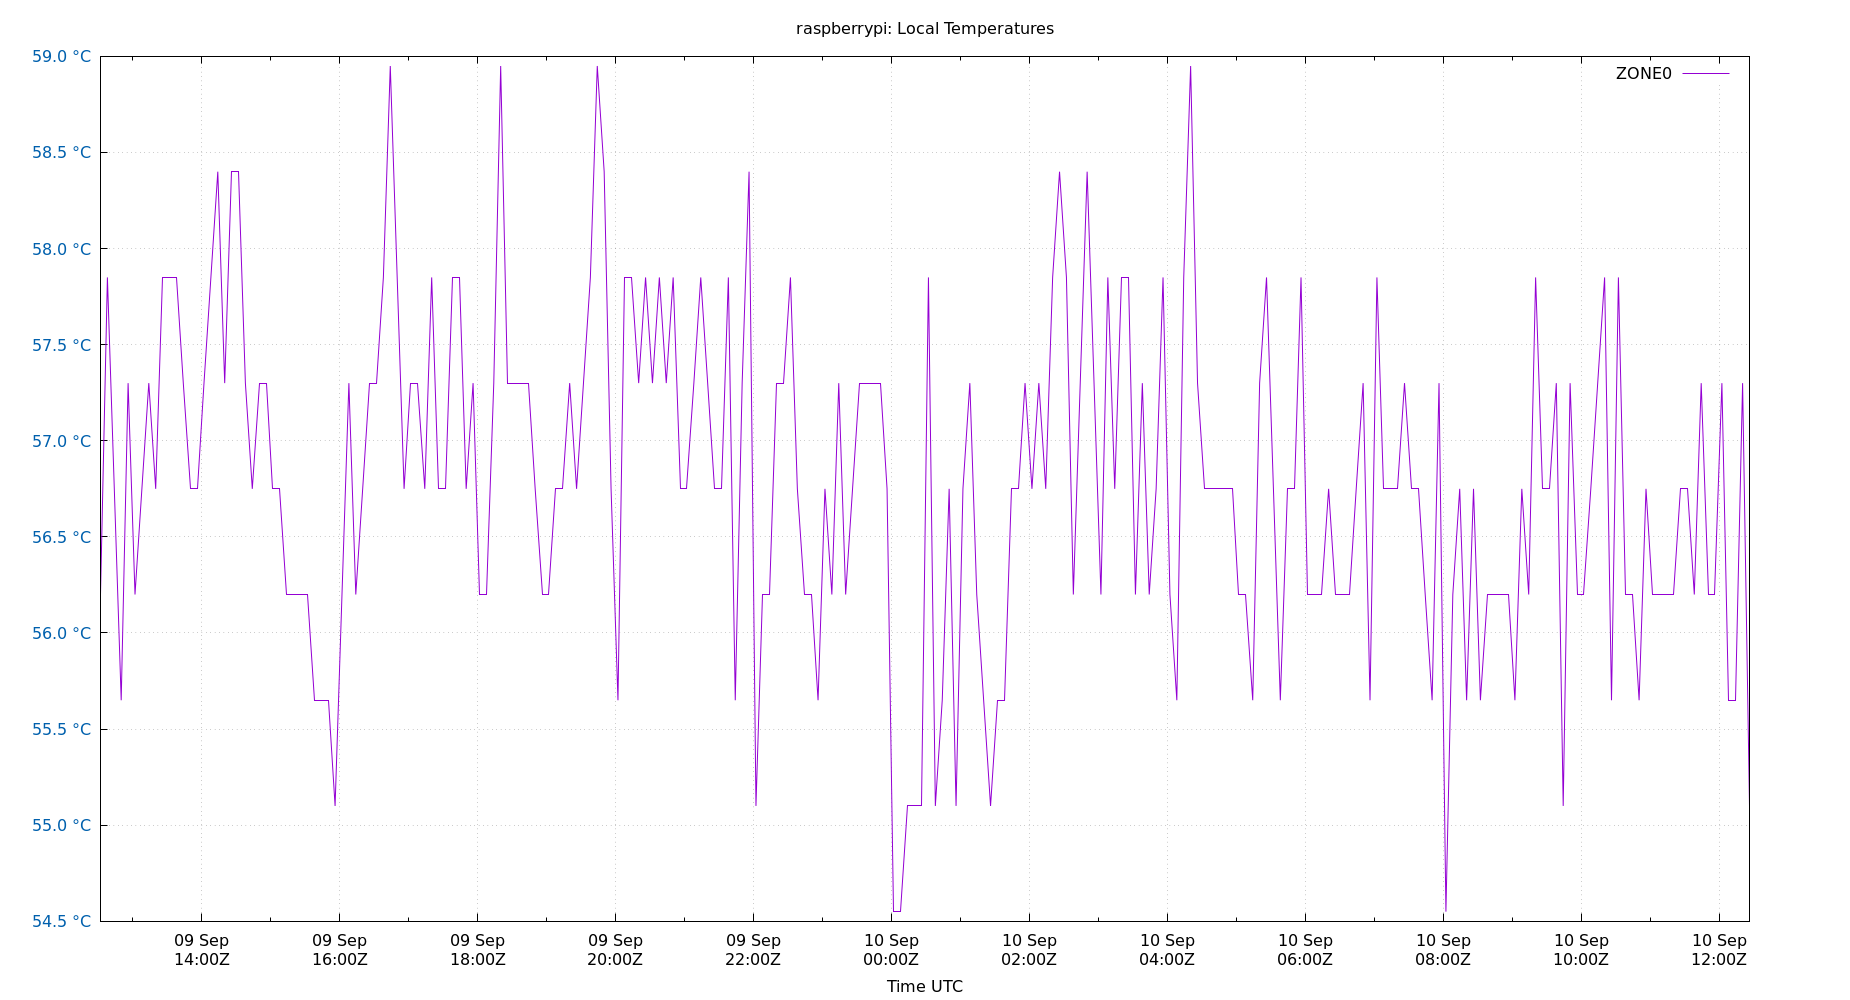 raspberrypi: Local Temperatures
59.0 °C
ZONE0
58.5 °C
58.0 °C
57.5 °C
57.0 °C
56.5 °C
56.0 °C
55.5 °C
55.0 °C
54.5 °C
09 Sep 09 Sep 09 Sep 09 Sep 09 Sep 10 Sep 10 Sep 10 Sep 10 Sep 10 Sep 10 Sep 10 Sep
14:00Z 16:00Z 18:00Z 20:00Z 22:00Z 00:00Z 02:00Z 04:00Z 06:00Z 08:00Z 10:00Z 12:00Z
Time UTC